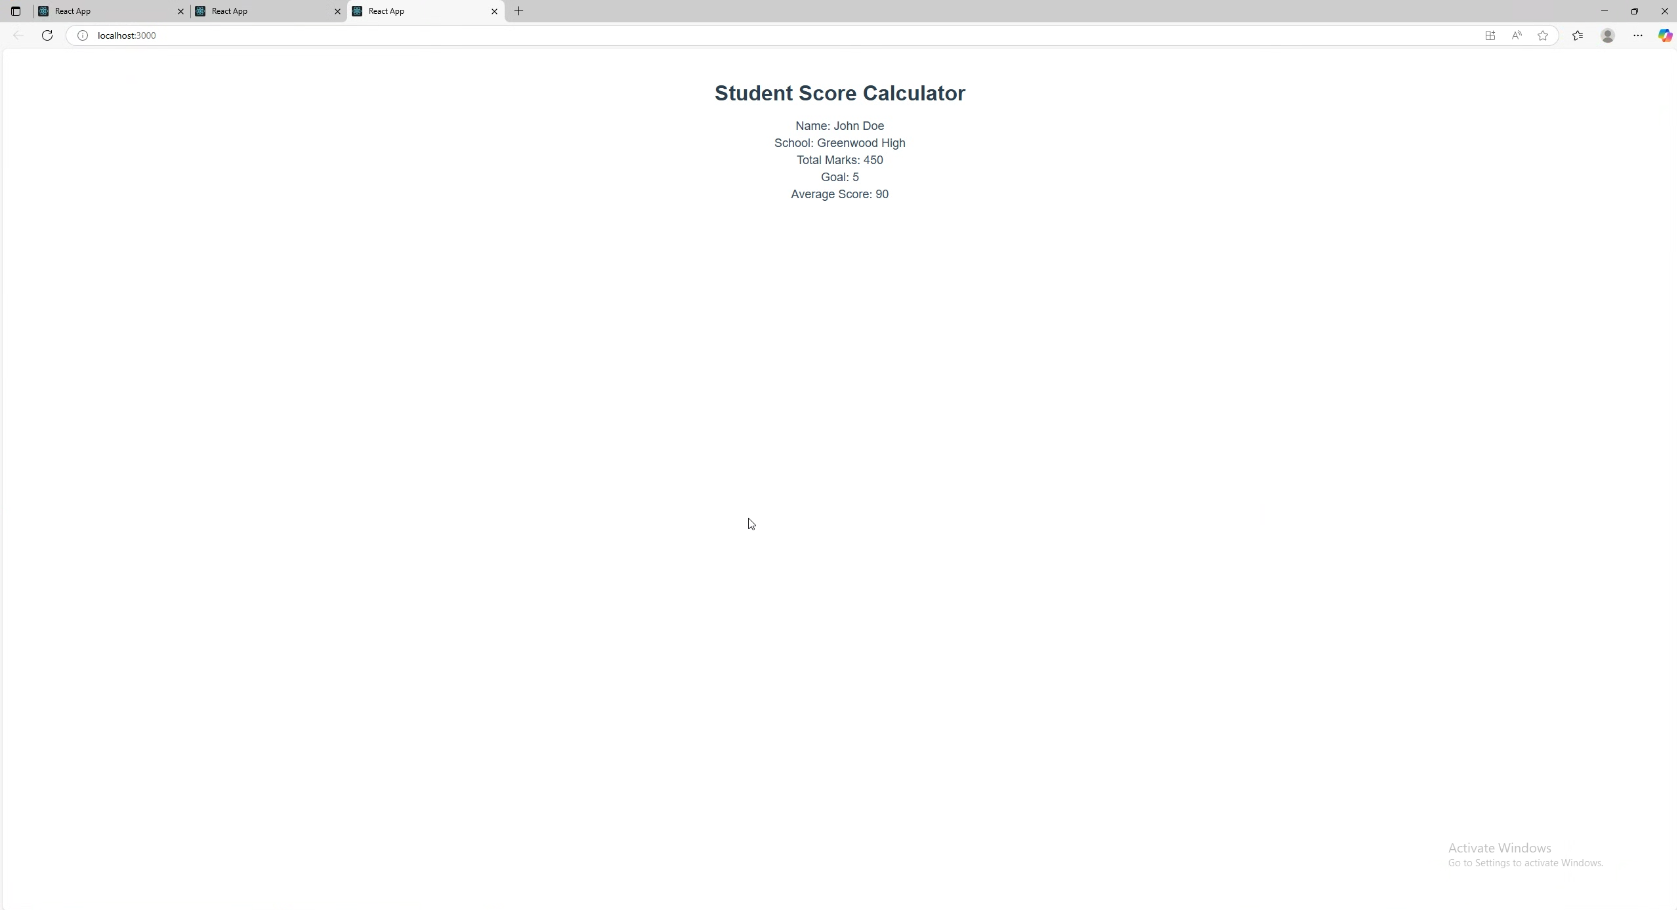 React App
React App
React App
localhost:3000
Student Score Calculator
Name: John Doe
School: Greenwood High
Total Marks: 450
Goal: 5
Average Score: 90
Activate Windows
Go to Settings to activate Windows.